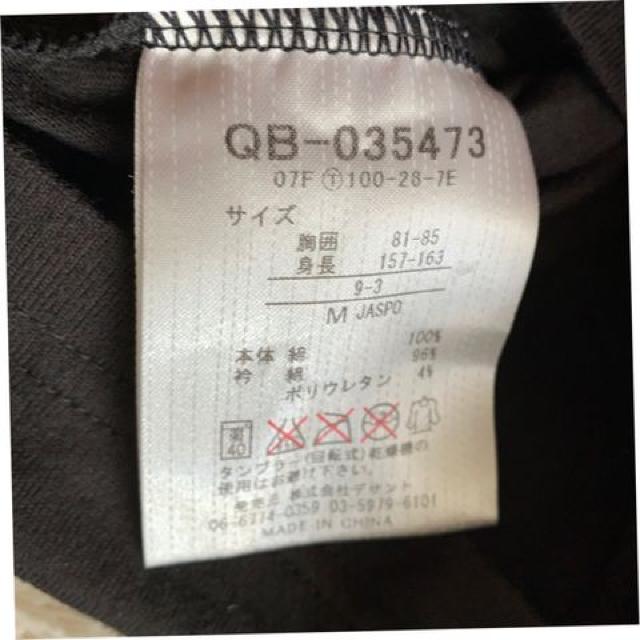 QB-035473
07F Ⓣ100-28-7E
サイズ
胸囲 81-85
身長 157-163
9-3
M JASPO
本体 綿 100%
衿 綿 96%
ポリウレタン 4%
40
タンブラー(回転式)乾燥機の
使用はお避け下さい。
発売元 株式会社デサント
06-6774-0359 03-5979-6101
MADE IN CHINA